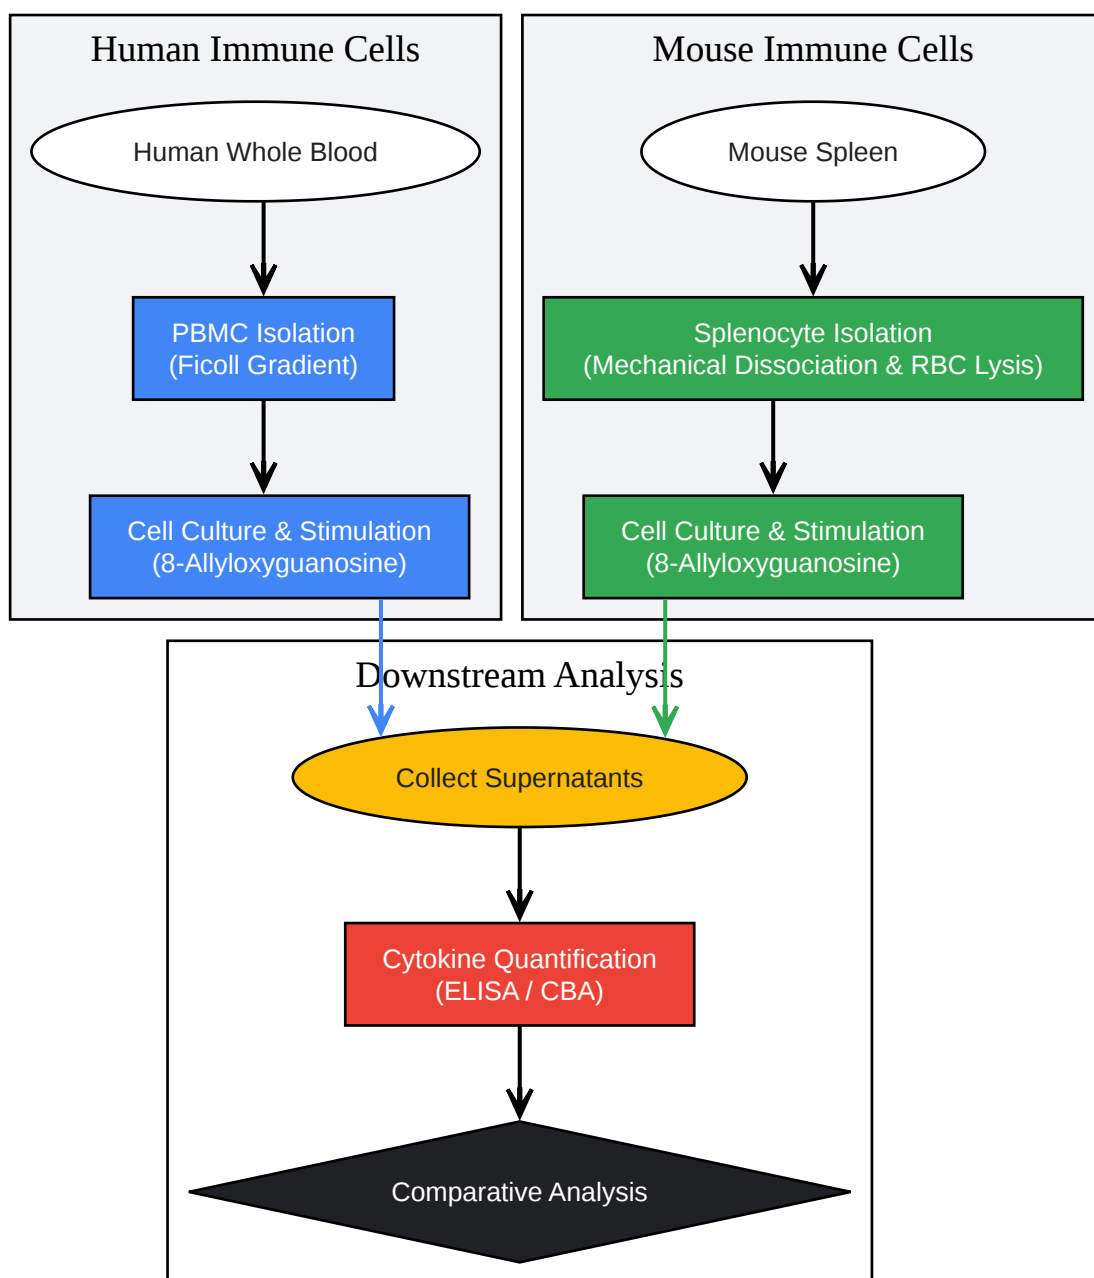 Human Immune Cells
Human Whole Blood
PBMC Isolation
(Ficoll Gradient)
Cell Culture & Stimulation
(8-Allyloxyguanosine)
Mouse Immune Cells
Mouse Spleen
Splenocyte Isolation
(Mechanical Dissociation & RBC Lysis)
Cell Culture & Stimulation
(8-Allyloxyguanosine)
Downstream Analysis
Collect Supernatants
Cytokine Quantification
(ELISA / CBA)
Comparative Analysis